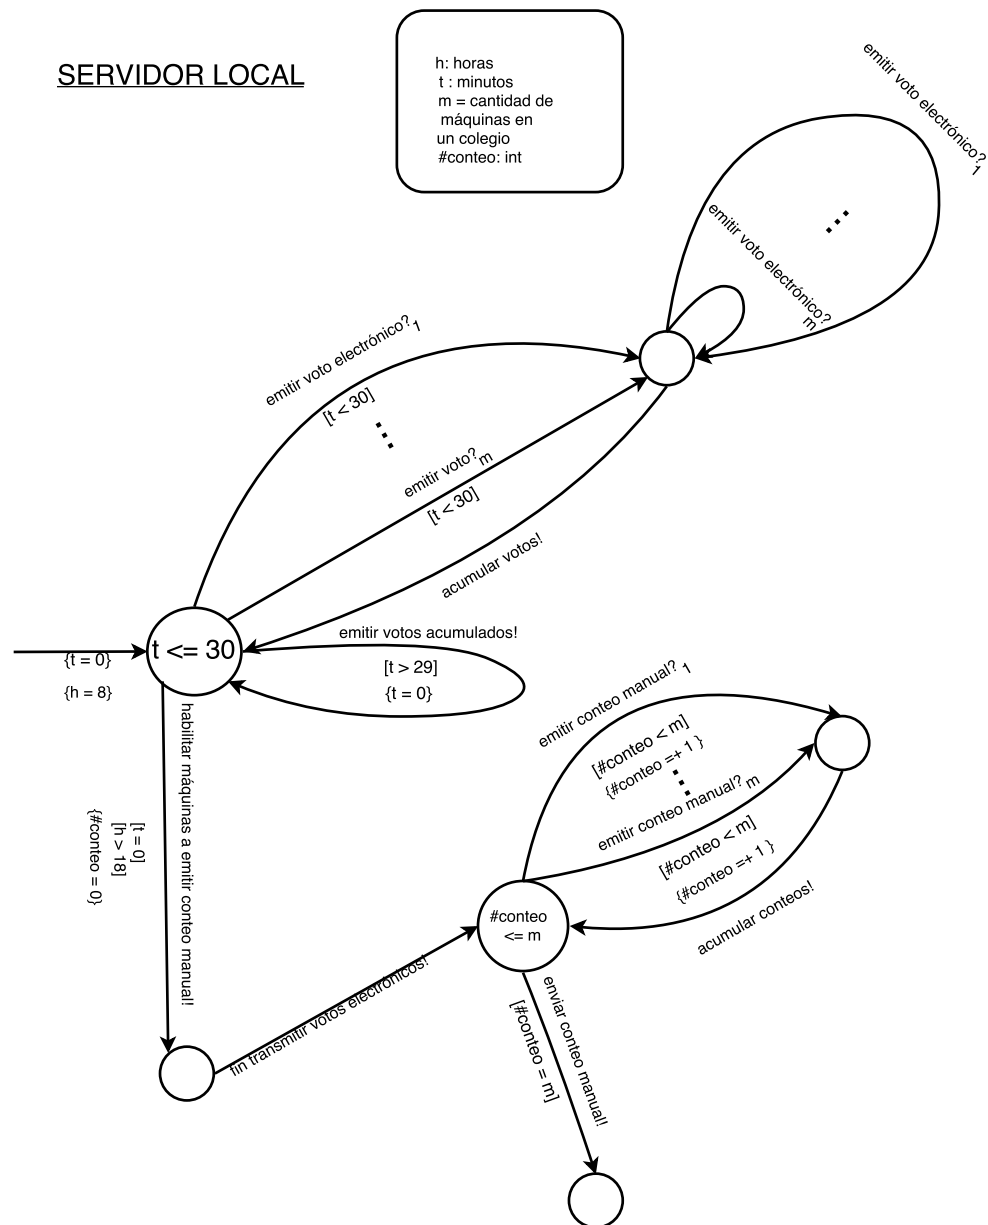 SERVIDOR LOCAL
h: horas
t : minutos
m = cantidad de
máquinas en
un colegio
#conteo: int
emitir voto electrónico?
1
emitir voto electrónico?
m
emitir voto electrónico?
1
[t < 30]
emitir voto?
m
[t < 30]
acumular votos!
t <= 30
{t = 0}
{h = 8}
emitir votos acumulados!
[t > 29]
{t = 0}
habilitar máquinas a emitir conteo manual!
[t = 0]
[h > 18]
{#conteo = 0}
emitir conteo manual?
1
[#conteo < m]
{#conteo =+ 1 }
emitir conteo manual?
m
[#conteo < m]
{#conteo =+ 1 }
acumular conteos!
#conteo
<= m
fin transmitir votos electrónicos!
enviar conteo manual!
[#conteo = m]